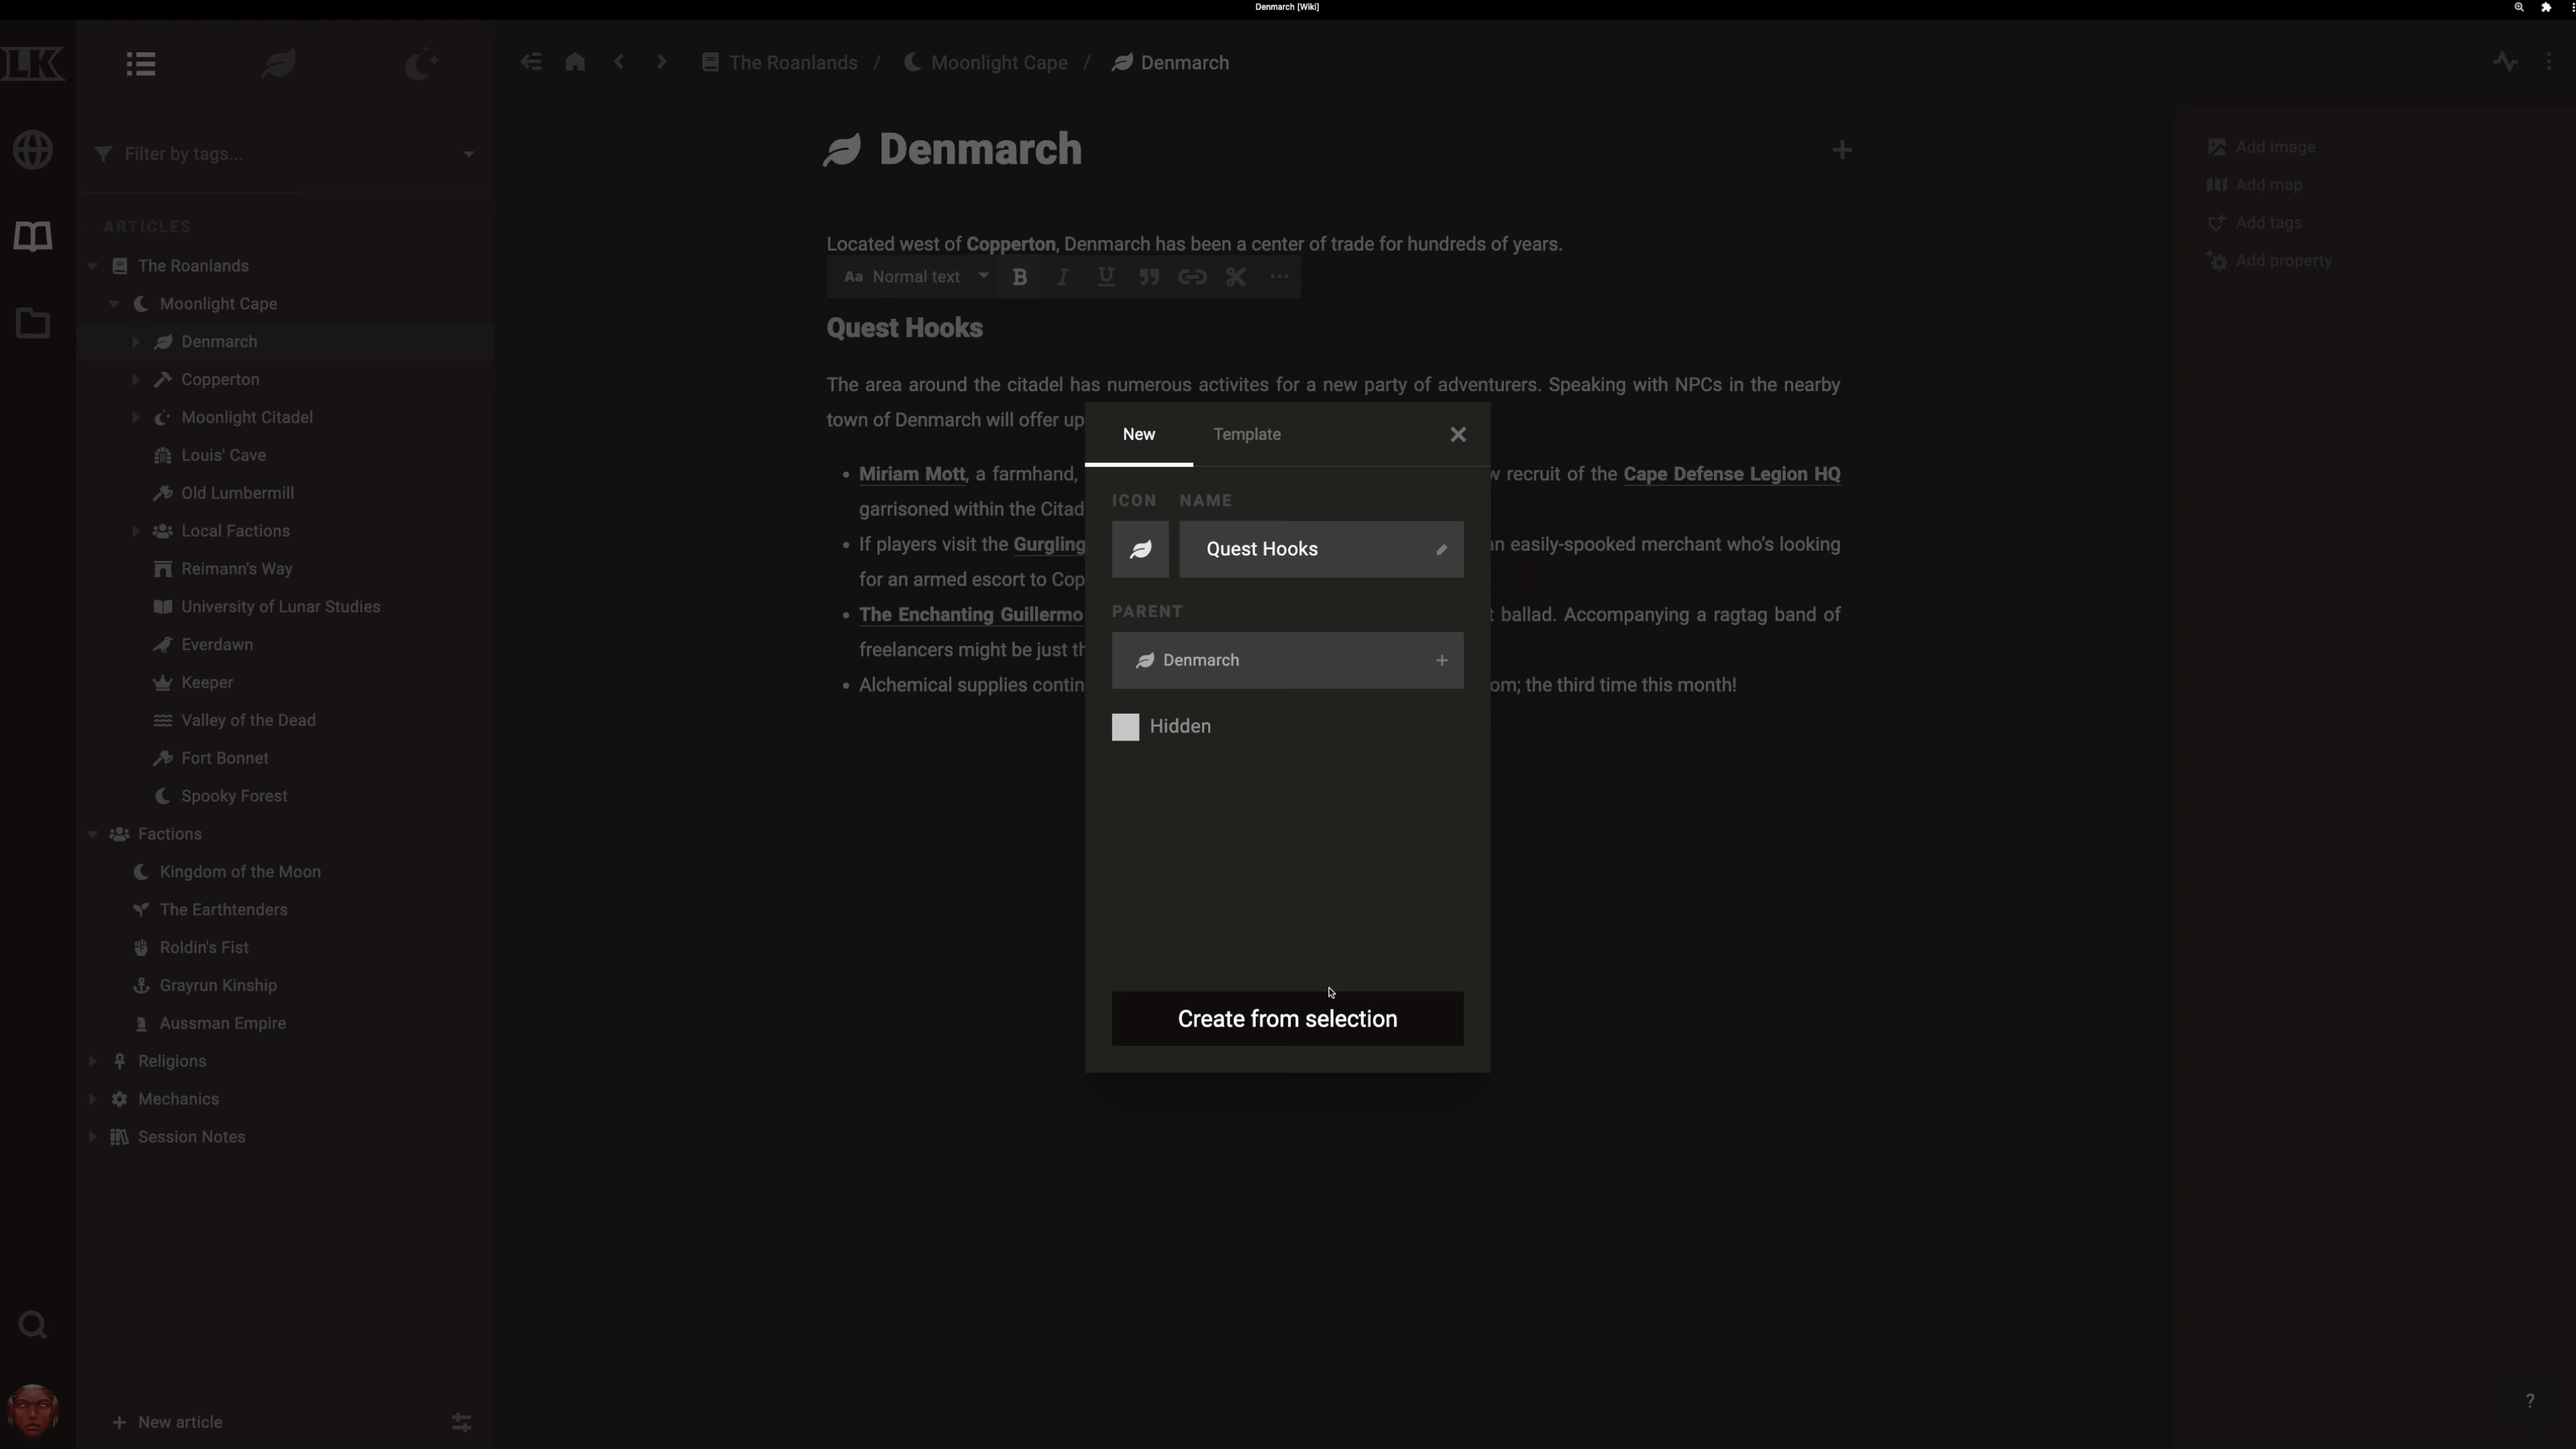 Denmarch [Wiki]
LK
The Roanlands / Moonlight Cape / Denmarch
Filter by tags...
ARTICLES
The Roanlands
Moonlight Cape
Denmarch
Copperton
Moonlight Citadel
Louis' Cave
Old Lumbermill
Local Factions
Reimann's Way
University of Lunar Studies
Everdawn
Keeper
Valley of the Dead
Fort Bonnet
Spooky Forest
Factions
Kingdom of the Moon
The Earthtenders
Roldin's Fist
Grayrun Kinship
Aussman Empire
Religions
Mechanics
Session Notes
+ New article
Denmarch
Located west of Copperton, Denmarch has been a center of trade for hundreds of years.
Aa Normal text B I U
Quest Hooks
The area around the citadel has numerous activites for a new party of adventurers. Speaking with NPCs in the nearby
town of Denmarch will offer up
• Miriam Mott, a farmhand, recruit of the Cape Defense Legion HQ
garrisoned within the Citad
• If players visit the Gurgling an easily-spooked merchant who's looking
for an armed escort to Cop
• The Enchanting Guillermo t ballad. Accompanying a ragtag band of
freelancers might be just th
• Alchemical supplies contin om; the third time this month!
New Template
ICON NAME
Quest Hooks
PARENT
Denmarch
Hidden
Create from selection
Add image
Add map
Add tags
Add property
?